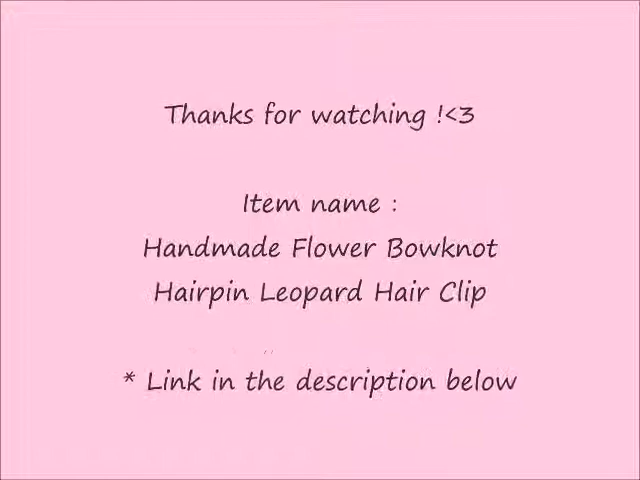 Thanks for watching !<3
Item name :
Handmade Flower Bowknot
Hairpin Leopard Hair Clip
* Link in the description below